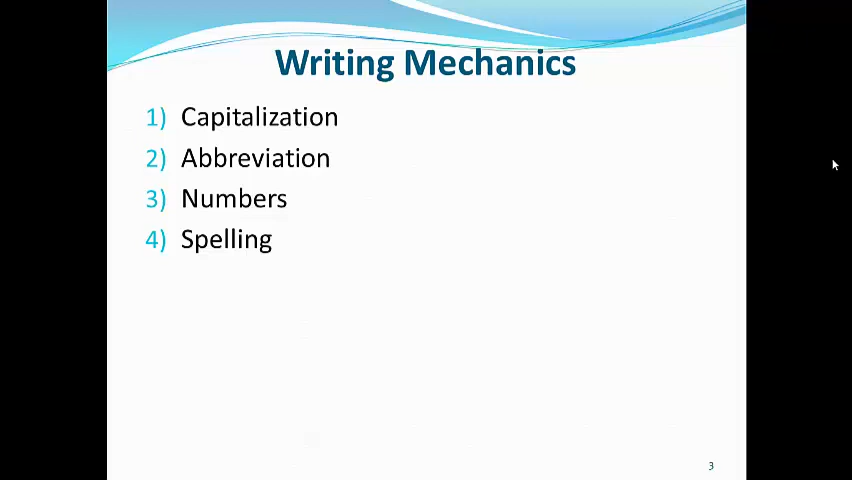 Writing Mechanics
1) Capitalization
2) Abbreviation
3) Numbers
4) Spelling
3